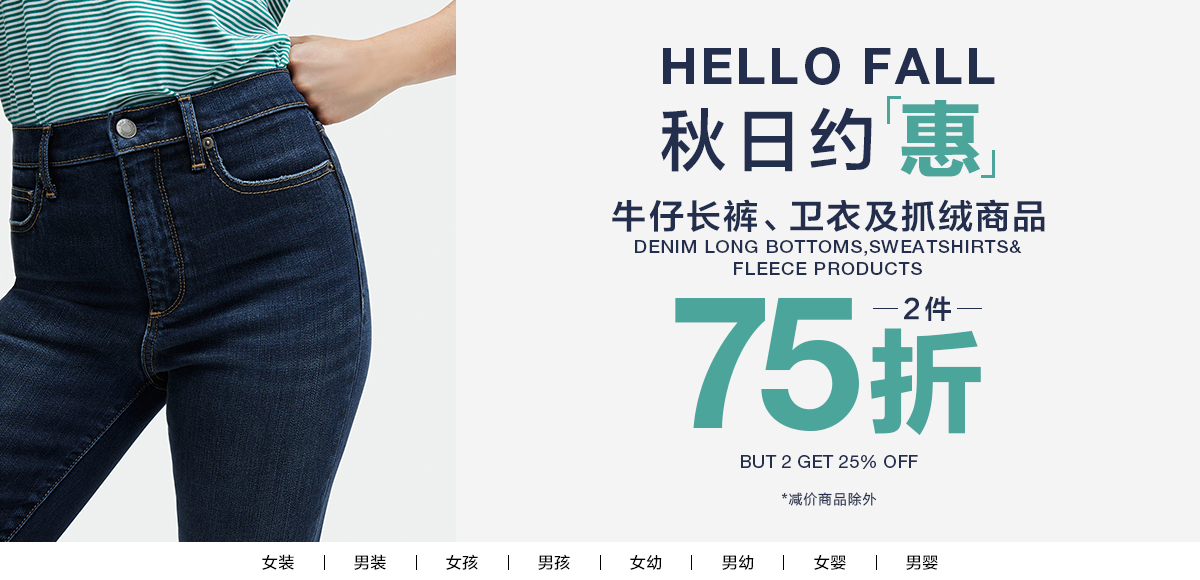 HELLO FALL
秋日约「惠」
牛仔长裤、卫衣及抓绒商品
DENIM LONG BOTTOMS,SWEATSHIRTS&
FLEECE PRODUCTS
2件
75折
BUT 2 GET 25% OFF
*减价商品除外
女装 | 男装 | 女孩 | 男孩 | 女幼 | 男幼 | 女婴 | 男婴